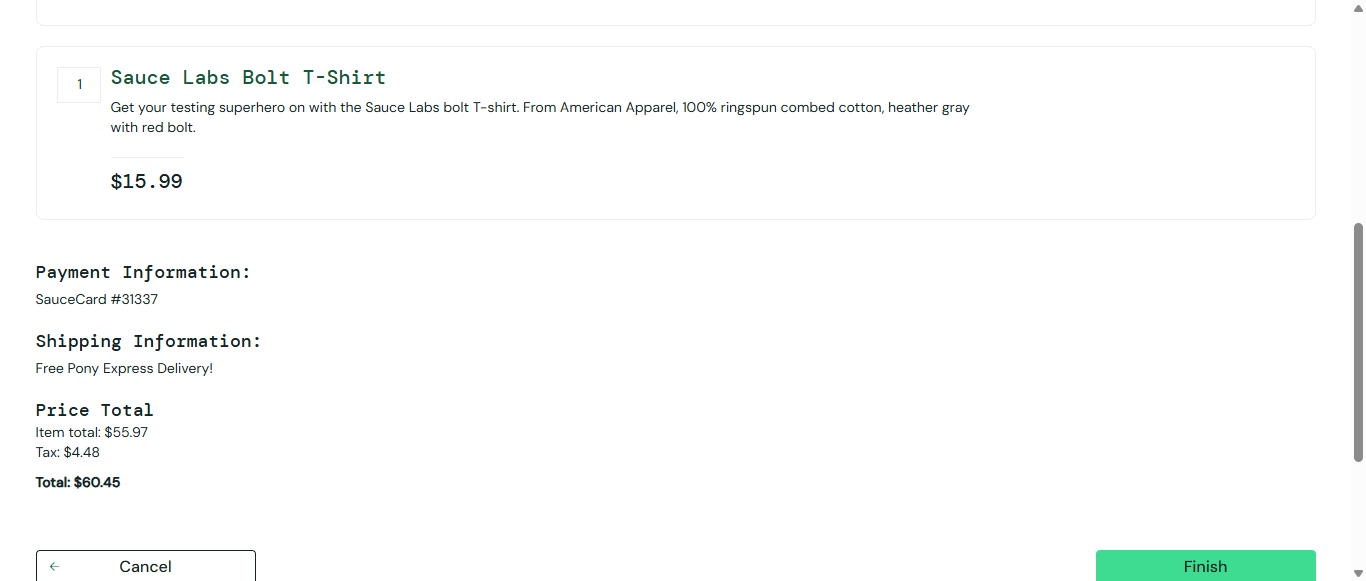 1
Sauce Labs Bolt T-Shirt
Get your testing superhero on with the Sauce Labs bolt T-shirt. From American Apparel, 100% ringspun combed cotton, heather gray
with red bolt.
$15.99
Payment Information:
SauceCard #31337
Shipping Information:
Free Pony Express Delivery!
Price Total
Item total: $55.97
Tax: $4.48
Total: $60.45
Cancel
Finish